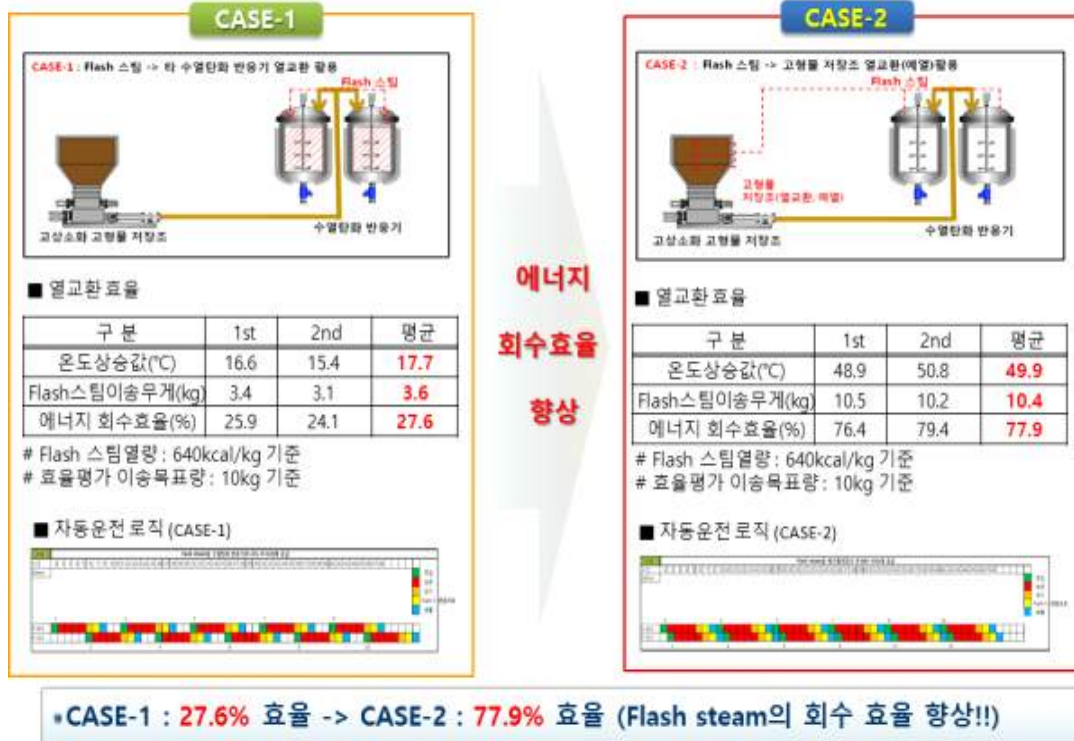 CASE-1
CASE-1 : Flash 스팀 -> 타 수열탄화 반응기 열교환 활용
Flash 스팀
고상소화 고형물 저장조
수열탄화 반응기
■ 열교환효율
구 분 1st 2nd 평균
온도상승값(℃) 16.6 15.4 17.7
Flash스팀이송무게(kg) 3.4 3.1 3.6
에너지 회수효율(%) 25.9 24.1 27.6
# Flash 스팀열량 : 640kcal/kg 기준
# 효율평가 이송목표량 : 10kg 기준
■ 자동운전로직 (CASE-1)
에너지
회수효율
향상
CASE-2
CASE-2 : Flash 스팀 -> 고형물 저장조 열교환(예열)활용
Flash 스팀
고형물
저장조(열교환, 예열)
고상소화 고형물 저장조
수열탄화 반응기
■ 열교환효율
구 분 1st 2nd 평균
온도상승값(℃) 48.9 50.8 49.9
Flash스팀이송무게(kg) 10.5 10.2 10.4
에너지 회수효율(%) 76.4 79.4 77.9
# Flash 스팀열량 : 640kcal/kg 기준
# 효율평가 이송목표량 : 10kg 기준
■ 자동운전로직 (CASE-2)
▪CASE-1 : 27.6% 효율 -> CASE-2 : 77.9% 효율 (Flash steam의 회수 효율 향상!!)